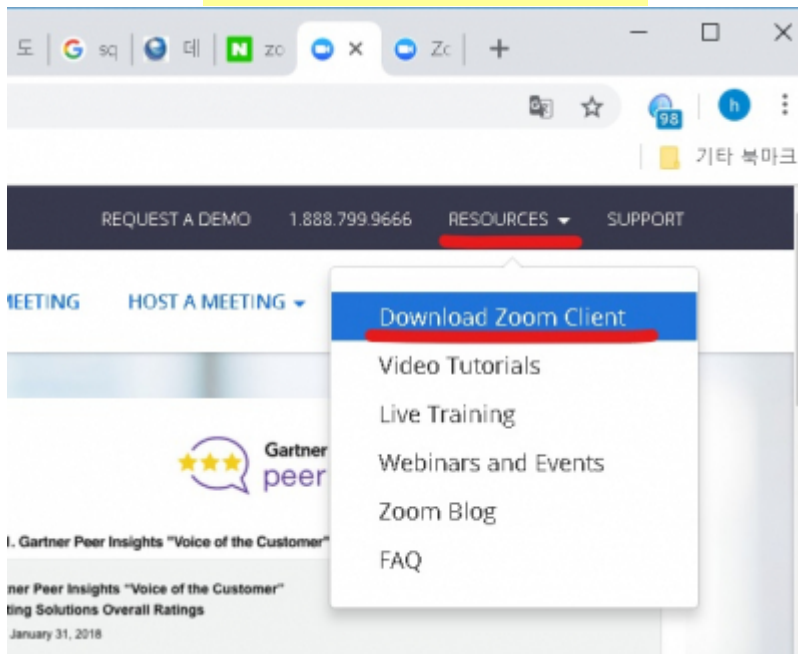 도 G sq 데 N zo Zc
98 h
기타 북마크
REQUEST A DEMO 1.888.799.9666 RESOURCES SUPPORT
MEETING HOST A MEETING
Download Zoom Client
Video Tutorials
Live Training
Webinars and Events
Zoom Blog
FAQ
Gartner
peer
. Gartner Peer Insights "Voice of the Customer"
ner Peer Insights "Voice of the Customer"
ting Solutions Overall Ratings
January 31, 2018